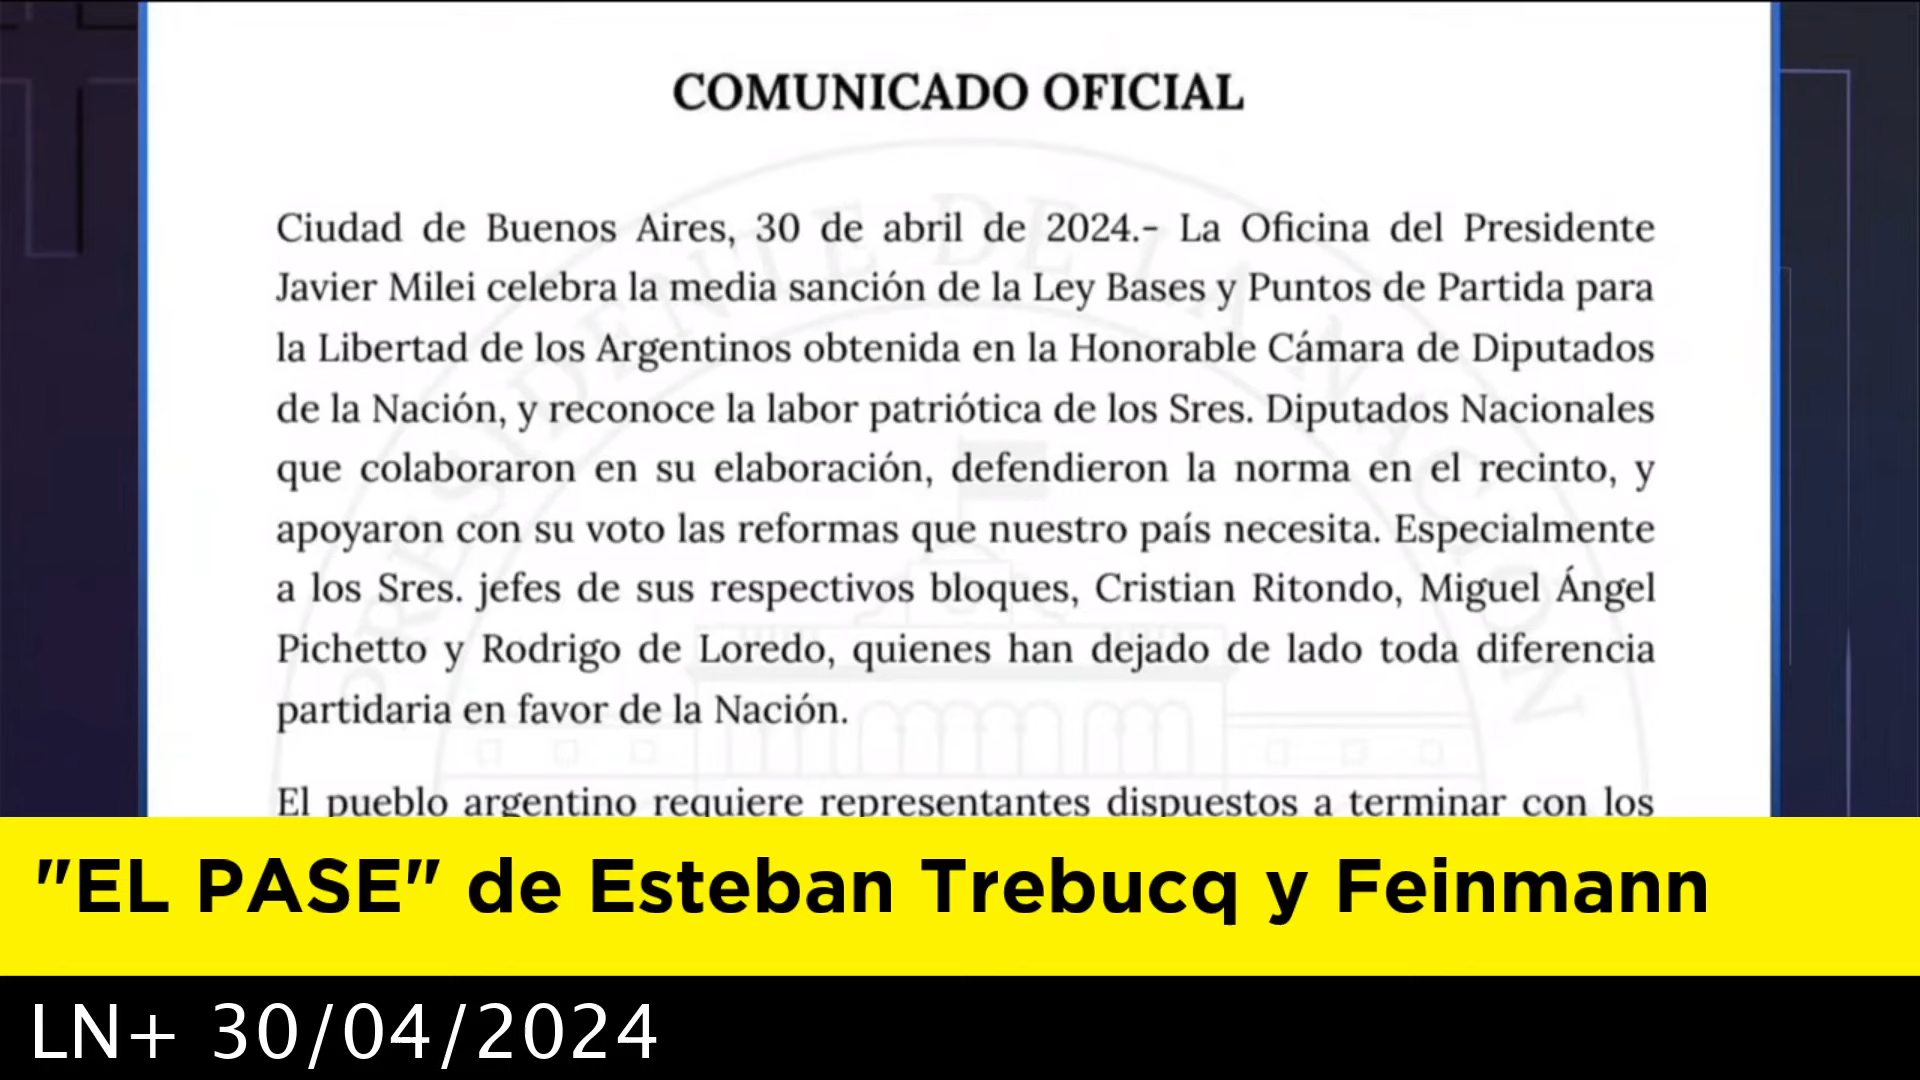 COMUNICADO OFICIAL
Ciudad de Buenos Aires, 30 de abril de 2024.- La Oficina del Presidente
Javier Milei celebra la media sanción de la Ley Bases y Puntos de Partida para
la Libertad de los Argentinos obtenida en la Honorable Cámara de Diputados
de la Nación, y reconoce la labor patriótica de los Sres. Diputados Nacionales
que colaboraron en su elaboración, defendieron la norma en el recinto, y
apoyaron con su voto las reformas que nuestro país necesita. Especialmente
a los Sres. jefes de sus respectivos bloques, Cristian Ritondo, Miguel Ángel
Pichetto y Rodrigo de Loredo, quienes han dejado de lado toda diferencia
partidaria en favor de la Nación.
El pueblo argentino requiere representantes dispuestos a terminar con los
PRESIDENTE DE LA NACIÓN
"EL PASE" de Esteban Trebucq y Feinmann
LN+ 30/04/2024